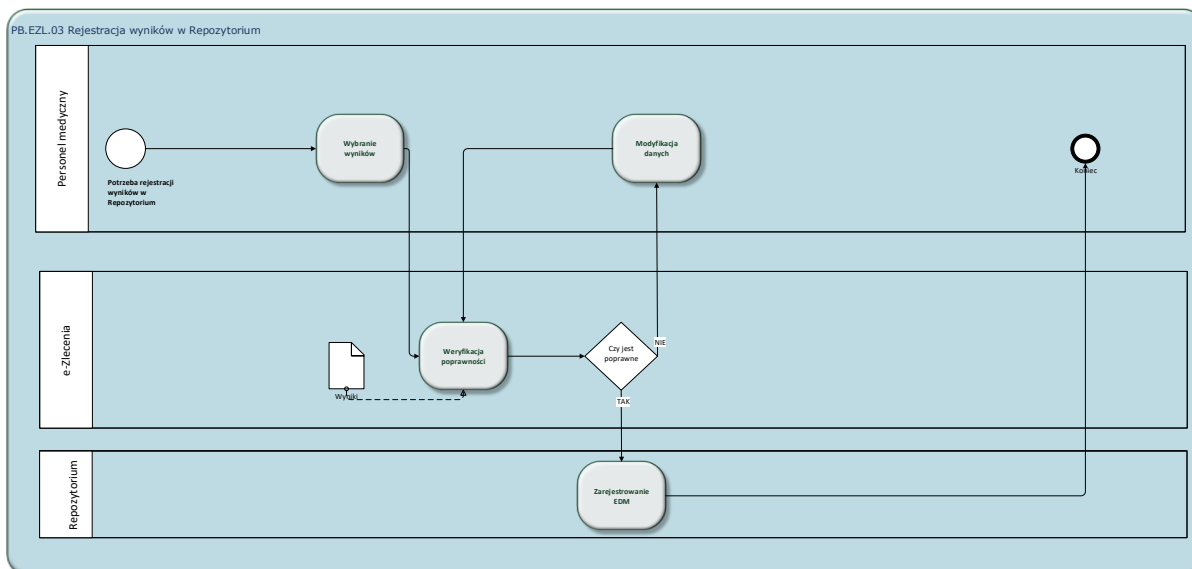 PB.EZL.03 Rejestracja wyników w Repozytorium
Personel medyczny
Potrzeba rejestracji
wyników w
Repozytorium
Wybranie
wyników
Modyfikacja
danych
Koniec
e-Zlecenia
Wyniki
Weryfikacja
poprawności
Czy jest
poprawne
NIE
TAK
Repozytorium
Zarejestrowanie
EDM